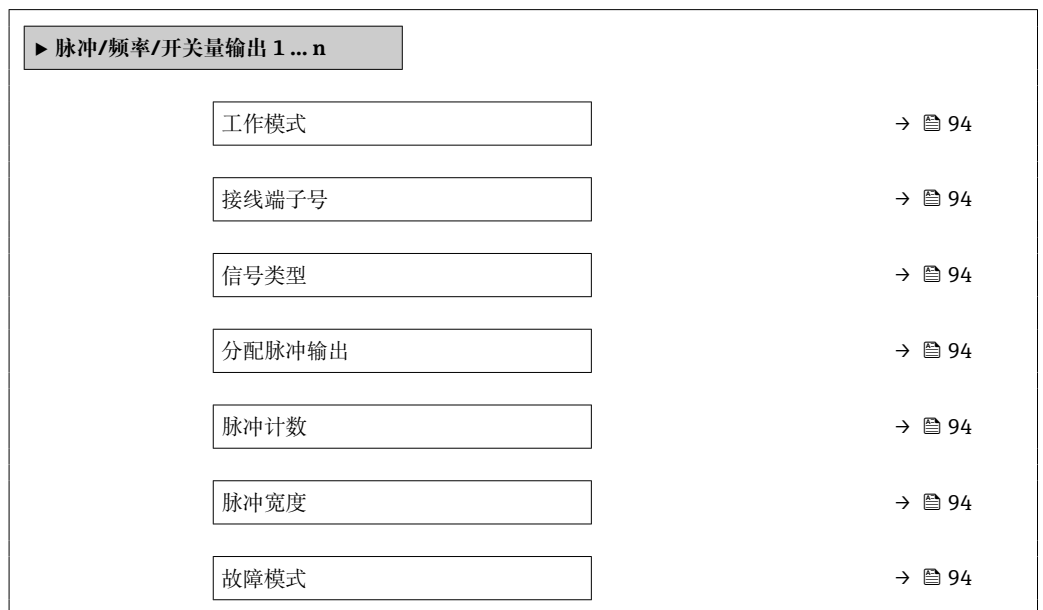 ▶ 脉冲/频率/开关量输出 1 ... n
工作模式 → 94
接线端子号 → 94
信号类型 → 94
分配脉冲输出 → 94
脉冲计数 → 94
脉冲宽度 → 94
故障模式 → 94